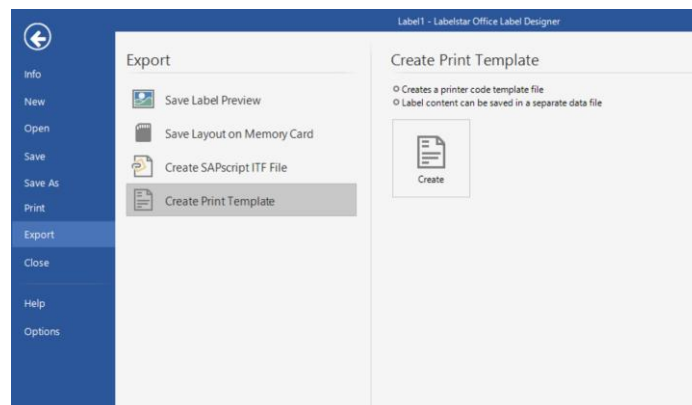 Label1 - Labelstar Office Label Designer
Info
New
Open
Save
Save As
Print
Export
Close
Help
Options
Export
Save Label Preview
Save Layout on Memory Card
Create SAPscript ITF File
Create Print Template
Create Print Template
Creates a printer code template file
Label content can be saved in a separate data file
Create